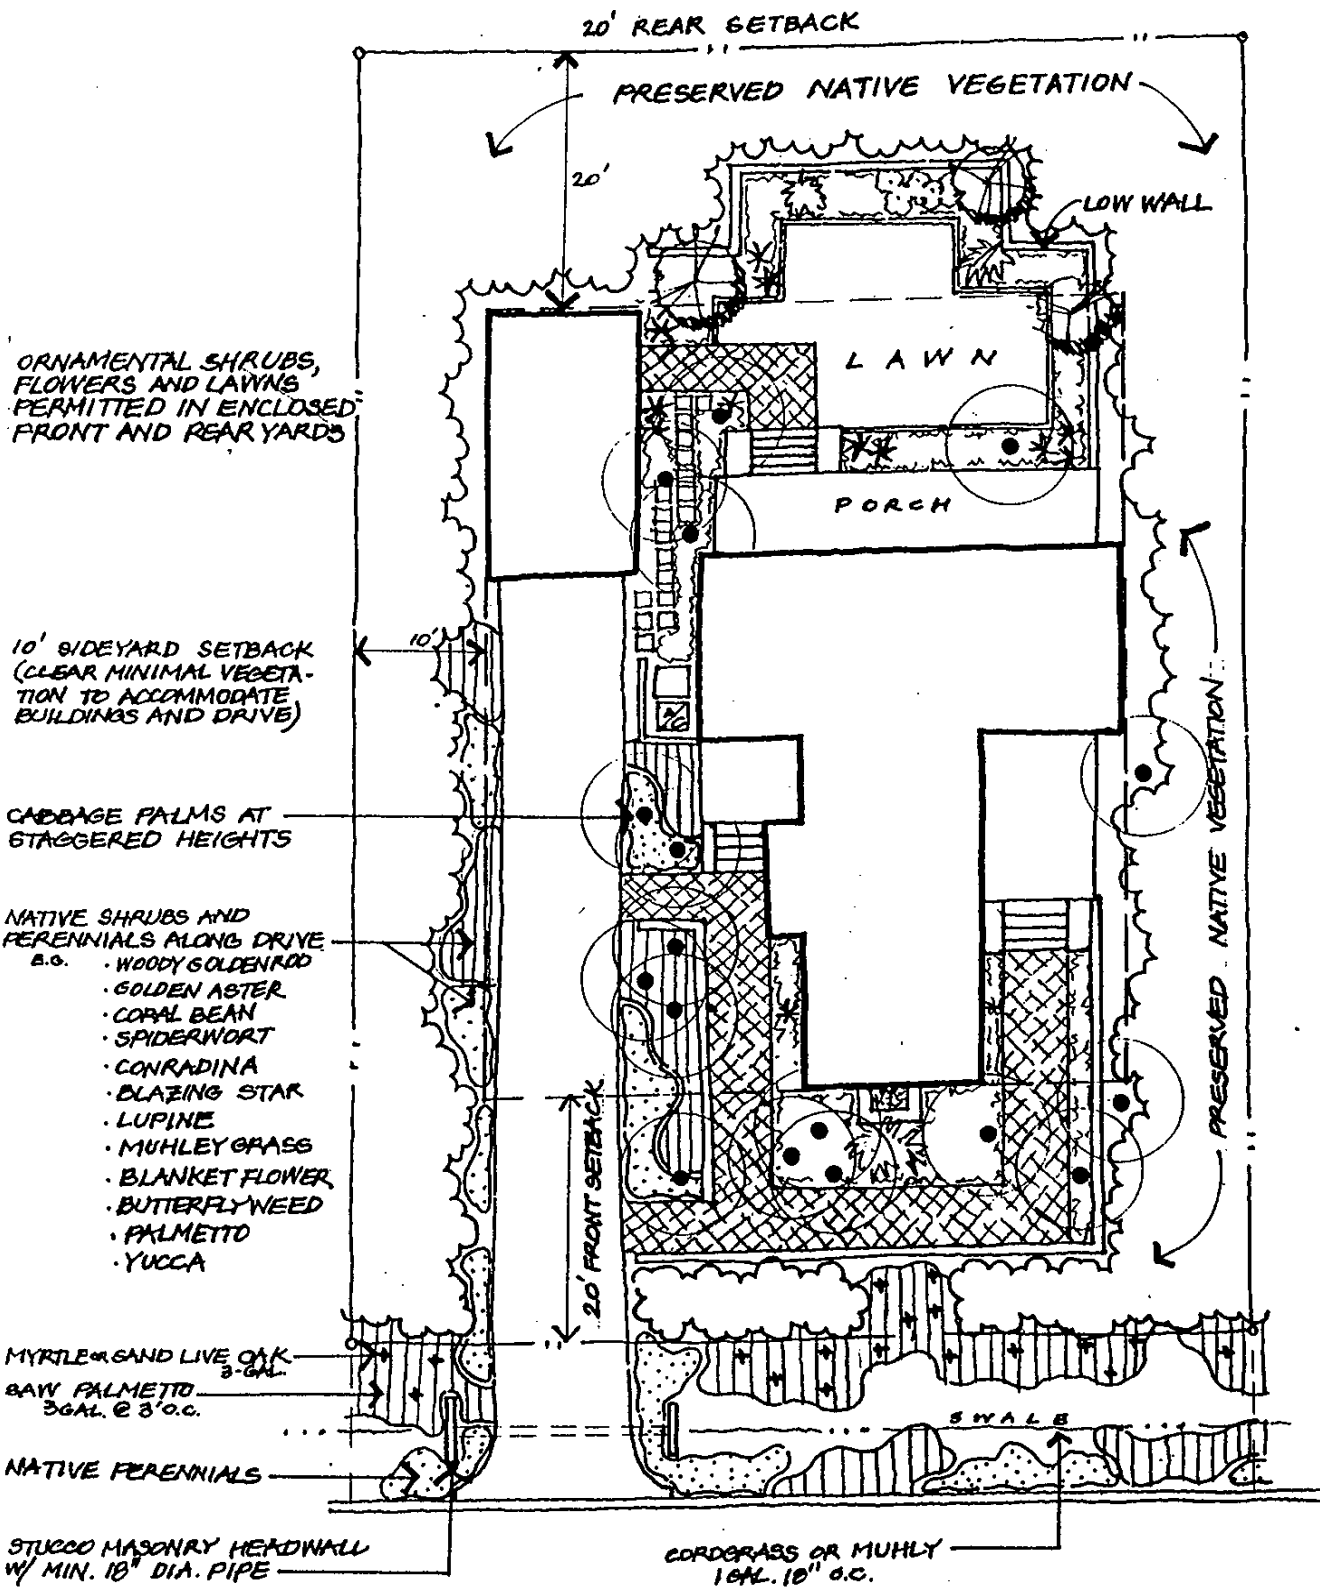 20' REAR SETBACK
PRESERVED NATIVE VEGETATION
20'
LOW WALL
ORNAMENTAL SHRUBS,
FLOWERS AND LAWNS
PERMITTED IN ENCLOSED
FRONT AND REAR YARDS
LAWN
PORCH
10' SIDEYARD SETBACK
(CLEAR MINIMAL VEGETA-
TION TO ACCOMMODATE
BUILDINGS AND DRIVE)
10'
PRESERVED NATIVE VEGETATION
CABBAGE PALMS AT
STAGGERED HEIGHTS
NATIVE SHRUBS AND
PERENNIALS ALONG DRIVE
E.G. · WOODY GOLDENROD
· GOLDEN ASTER
· CORAL BEAN
· SPIDERWORT
· CONRADINA
· BLAZING STAR
· LUPINE
· MUHLEY GRASS
· BLANKET FLOWER
· BUTTERFLYWEED
· PALMETTO
· YUCCA
20' FRONT SETBACK
MYRTLE OR SAND LIVE OAK
3-GAL.
SAW PALMETTO
3 GAL. @ 3' O.C.
SWALE
NATIVE PERENNIALS
STUCCO MASONRY HEADWALL
W/ MIN. 18" DIA. PIPE
CORDGRASS OR MUHLY
1 GAL. 18" O.C.